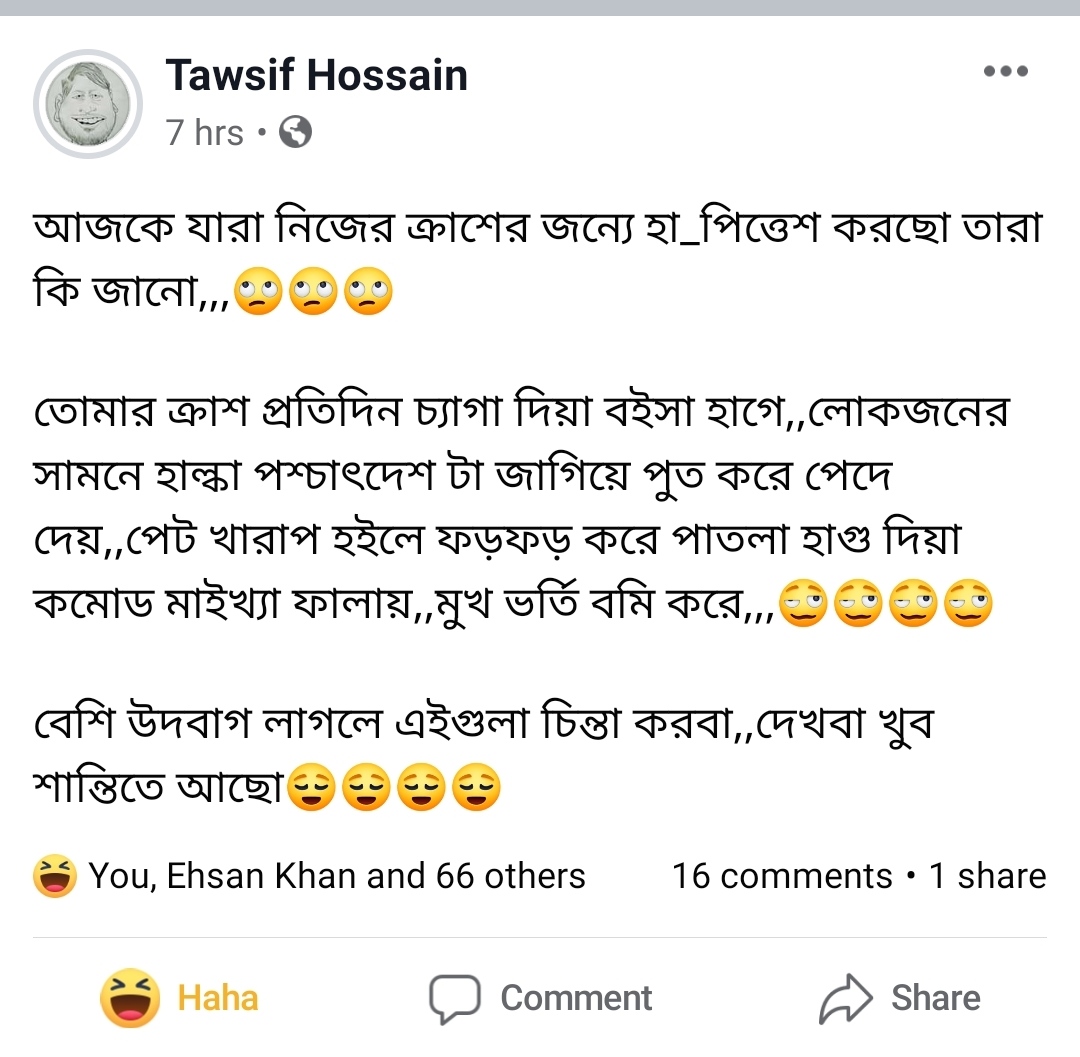 Tawsif Hossain
7 hrs •
আজকে যারা নিজের ক্রাশের জন্যে হা_পিত্তেশ করছো তারা
কি জানো,,,🙄🙄🙄
তোমার ক্রাশ প্রতিদিন চ্যাগা দিয়া বইসা হাগে,,লোকজনের
সামনে হাল্কা পশ্চাৎদেশ টা জাগিয়ে পুত করে পেদে
দেয়,,পেট খারাপ হইলে ফড়ফড় করে পাতলা হাগু দিয়া
কমোড মাইখ্যা ফালায়,,মুখ ভর্তি বমি করে,,,🥴🥴🥴🥴
বেশি উদবাগ লাগলে এইগুলা চিন্তা করবা,,দেখবা খুব
শান্তিতে আছো😌😌😌😌
You, Ehsan Khan and 66 others 16 comments • 1 share
Haha Comment Share